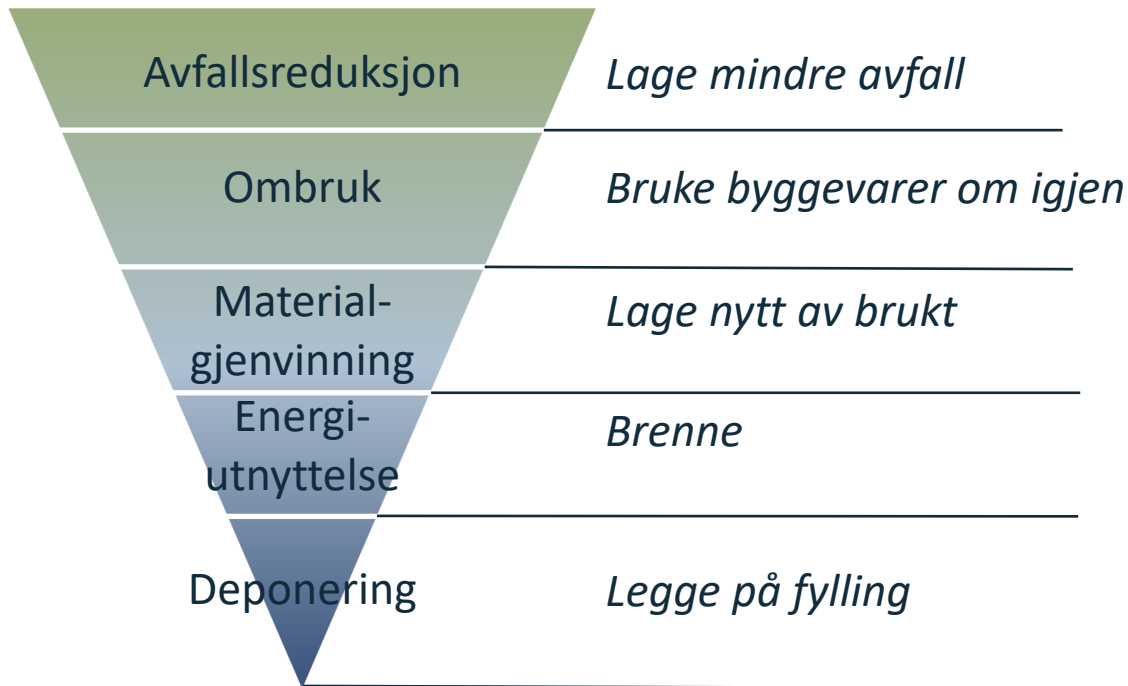 Avfallsreduksjon
Lage mindre avfall
Ombruk
Bruke byggevarer om igjen
Material-
gjenvinning
Lage nytt av brukt
Energi-
utnyttelse
Brenne
Deponering
Legge på fylling